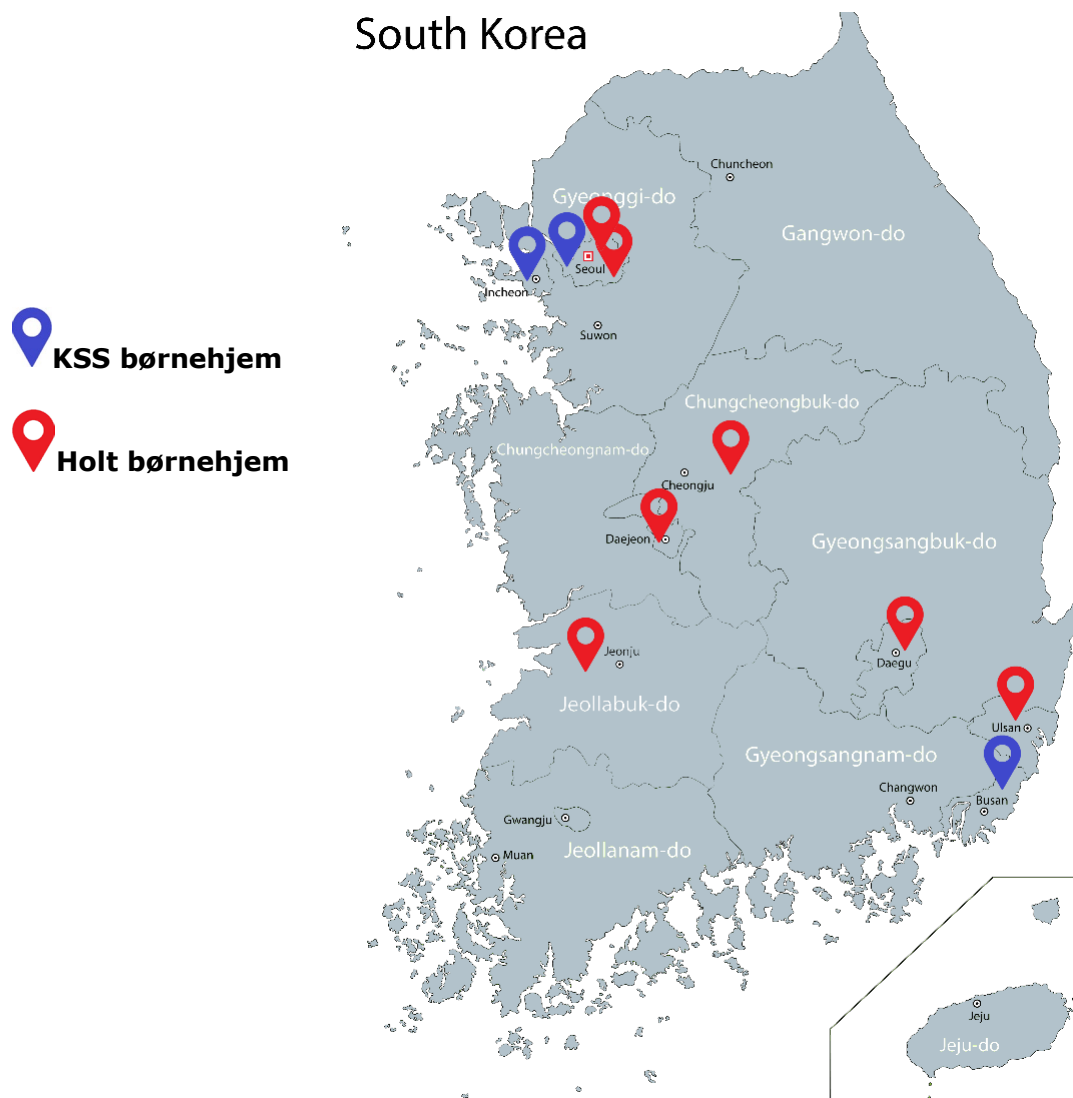 South Korea
Chuncheon
Gyeonggi-do
Gangwon-do
Seoul
Incheon
Suwon
KSS børnehjem
Holt børnehjem
Chungcheongbuk-do
Chungcheongnam-do
Cheongju
Daejeon
Gyeongsangbuk-do
Jeonju
Daegu
Jeollabuk-do
Ulsan
Gyeongsangnam-do
Changwon
Busan
Gwangju
Muan
Jeollanam-do
Jeju
Jeju-do